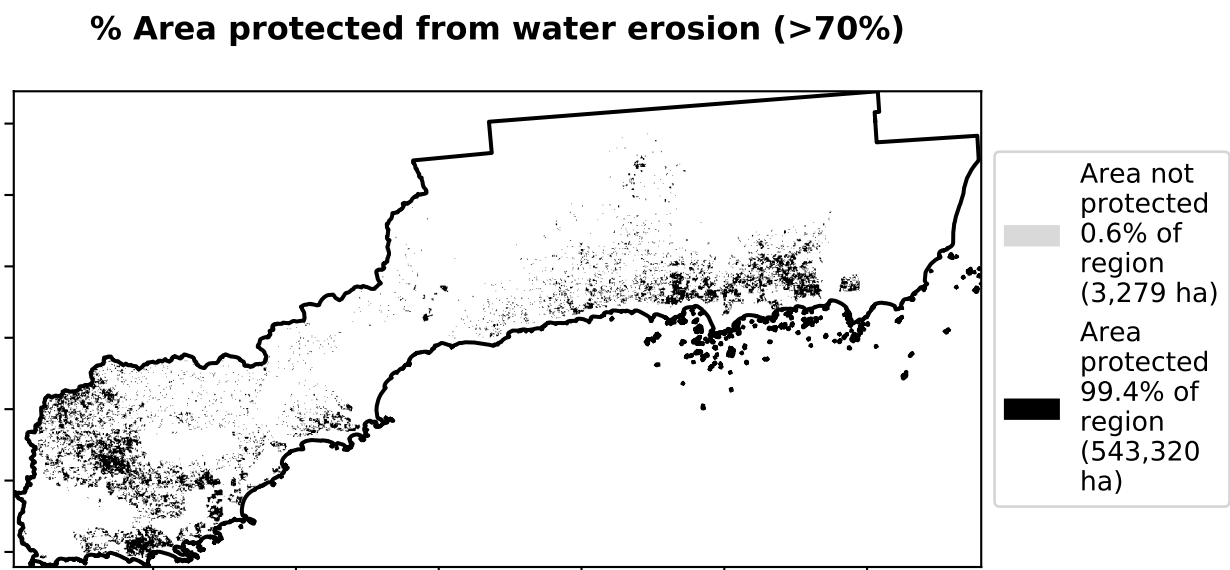 % Area protected from water erosion (>70%)
Area not
protected
0.6% of
region
(3,279 ha)
Area
protected
99.4% of
region
(543,320
ha)